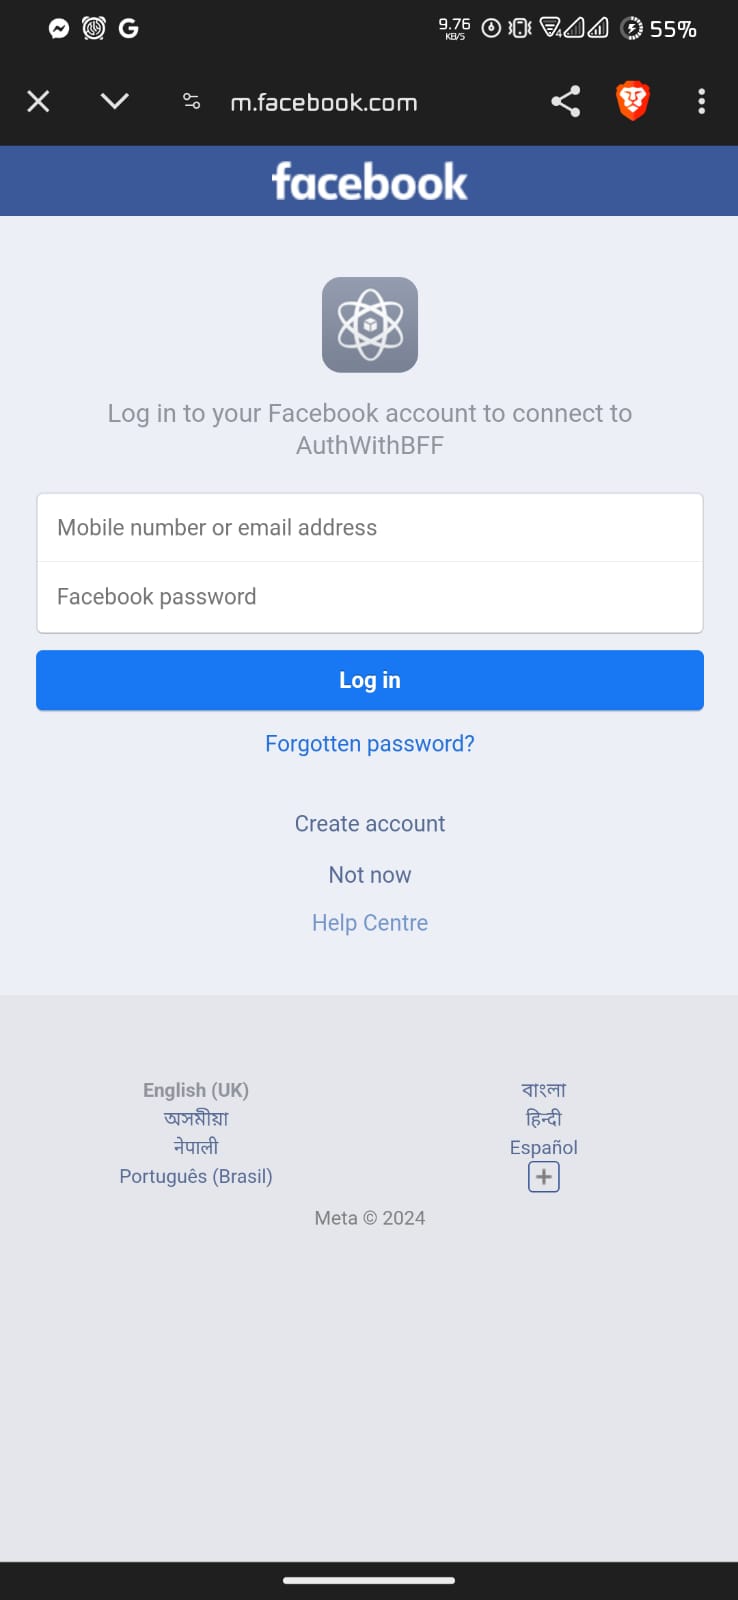 9.76
KB/S
55%
m.facebook.com
facebook
Log in to your Facebook account to connect to
AuthWithBFF
Mobile number or email address
Facebook password
Log in
Forgotten password?
Create account
Not now
Help Centre
English (UK)
বাংলা
অসমীয়া
हिन्दी
नेपाली
Español
Português (Brasil)
Meta © 2024